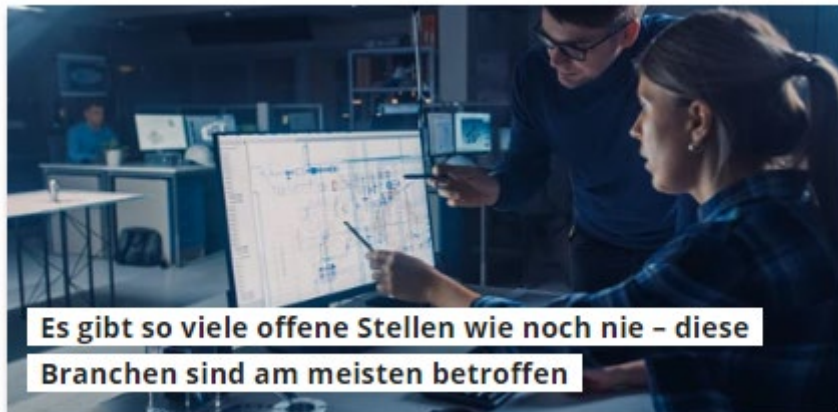 Es gibt so viele offene Stellen wie noch nie – diese
Branchen sind am meisten betroffen